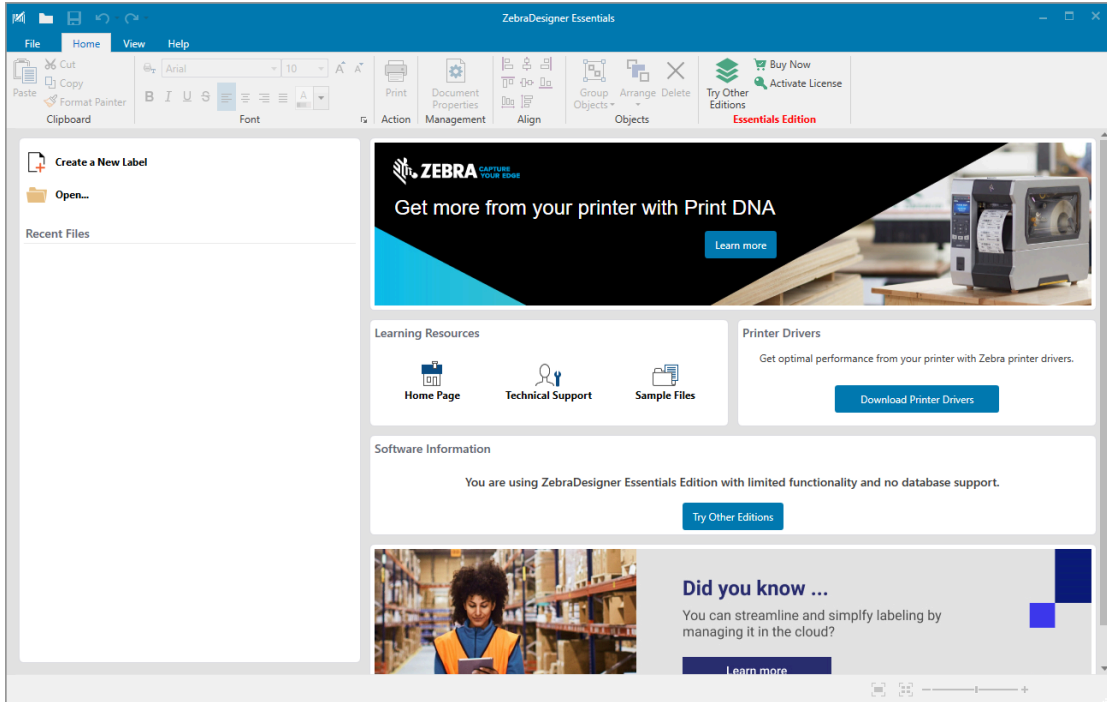 ZebraDesigner Essentials
File Home View Help
Paste
Cut
Copy
Format Painter
Clipboard
Arial 10
B I U S
Font
Print
Action
Document
Properties
Management
Align
Group
Objects
Arrange
Delete
Objects
Try Other
Editions
Buy Now
Activate License
Essentials Edition
Create a New Label
Open...
Recent Files
ZEBRA CAPTURE
YOUR EDGE
Get more from your printer with Print DNA
Learn more
Learning Resources
Home Page
Technical Support
Sample Files
Printer Drivers
Get optimal performance from your printer with Zebra printer drivers.
Download Printer Drivers
Software Information
You are using ZebraDesigner Essentials Edition with limited functionality and no database support.
Try Other Editions
Did you know ...
You can streamline and simplfy labeling by
managing it in the cloud?
Learn more